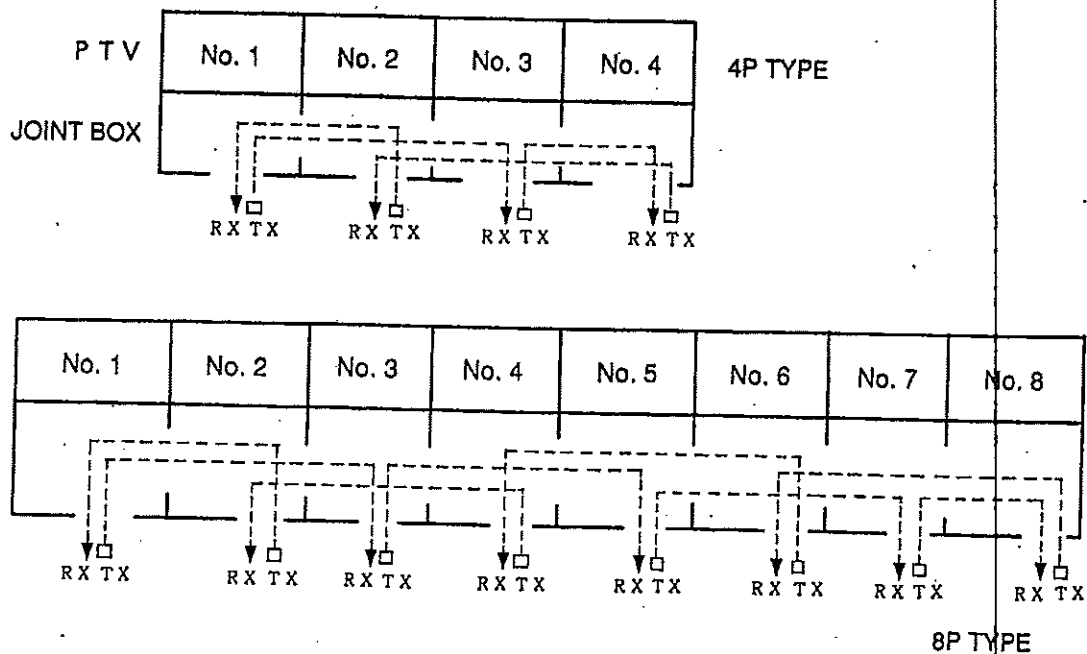 P T V No. 1 No. 2 No. 3 No. 4 4P TYPE
JOINT BOX
RX TX RX TX RX TX RX TX
No. 1 No. 2 No. 3 No. 4 No. 5 No. 6 No. 7 No. 8
RX TX RX TX RX TX RX TX RX TX RX TX RX TX RX TX
8P TYPE